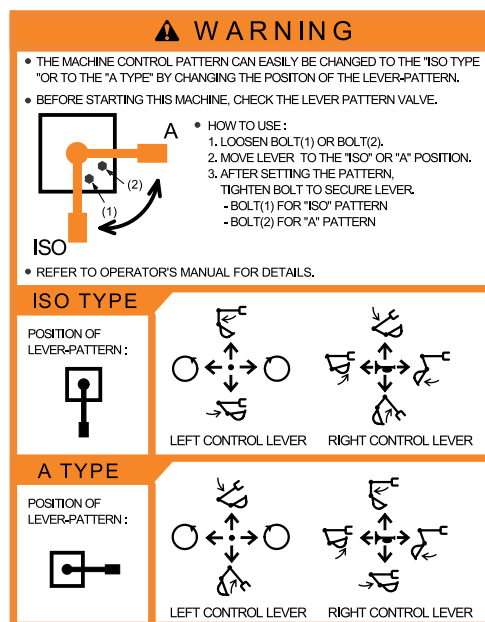 WARNING
• THE MACHINE CONTROL PATTERN CAN EASILY BE CHANGED TO THE "ISO TYPE
"OR TO THE "A TYPE" BY CHANGING THE POSITON OF THE LEVER-PATTERN.
• BEFORE STARTING THIS MACHINE, CHECK THE LEVER PATTERN VALVE.
A
(2)
(1)
ISO
• HOW TO USE :
1. LOOSEN BOLT(1) OR BOLT(2).
2. MOVE LEVER TO THE "ISO" OR "A" POSITION.
3. AFTER SETTING THE PATTERN,
TIGHTEN BOLT TO SECURE LEVER.
- BOLT(1) FOR "ISO" PATTERN
- BOLT(2) FOR "A" PATTERN
• REFER TO OPERATOR'S MANUAL FOR DETAILS.
ISO TYPE
POSITION OF
LEVER-PATTERN :
LEFT CONTROL LEVER
RIGHT CONTROL LEVER
A TYPE
POSITION OF
LEVER-PATTERN :
LEFT CONTROL LEVER
RIGHT CONTROL LEVER